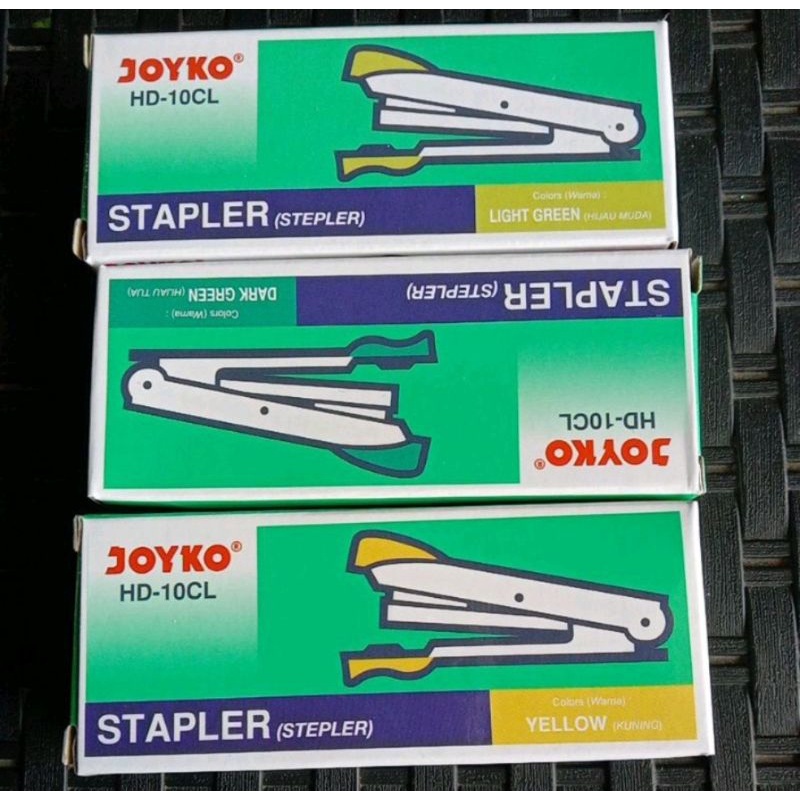 JOYKO®
HD-10CL
STAPLER (STEPLER)
Colors (Warna) :
LIGHT GREEN (HIJAU MUDA)
JOYKO®
HD-10CL
STAPLER (STEPLER)
Colors (Warna) :
DARK GREEN (HIJAU TUA)
JOYKO®
HD-10CL
STAPLER (STEPLER)
Colors (Warna) :
YELLOW (KUNING)